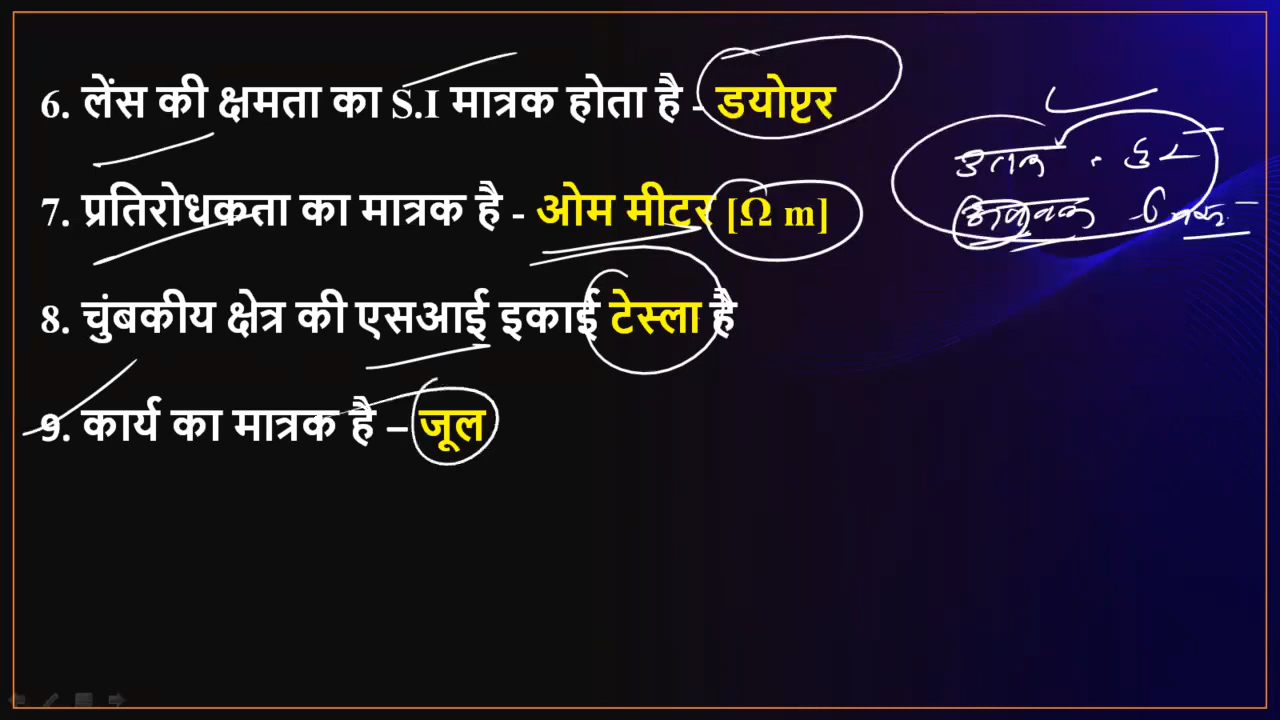 6. लेंस की क्षमता का S.I मात्रक होता है - डयोप्टर
7. प्रतिरोधकता का मात्रक है - ओम मीटर [Ω m]
8. चुंबकीय क्षेत्र की एसआई इकाई टेस्ला है
9. कार्य का मात्रक है – जूल